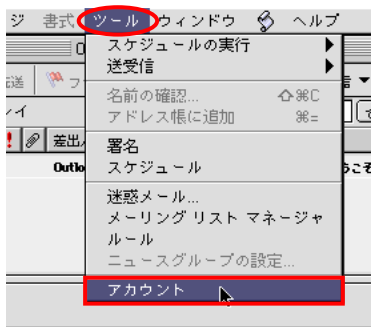 ジ 書式 ツール ウィンドウ ヘルプ
スケジュールの実行
送受信
名前の確認... ⇧⌘C
アドレス帳に追加 ⌘=
署名
スケジュール
迷惑メール...
メーリング リスト マネージャ
ルール
ニュースグループの設定...
アカウント
送
フ
イ
差出
Outlo
うこそ